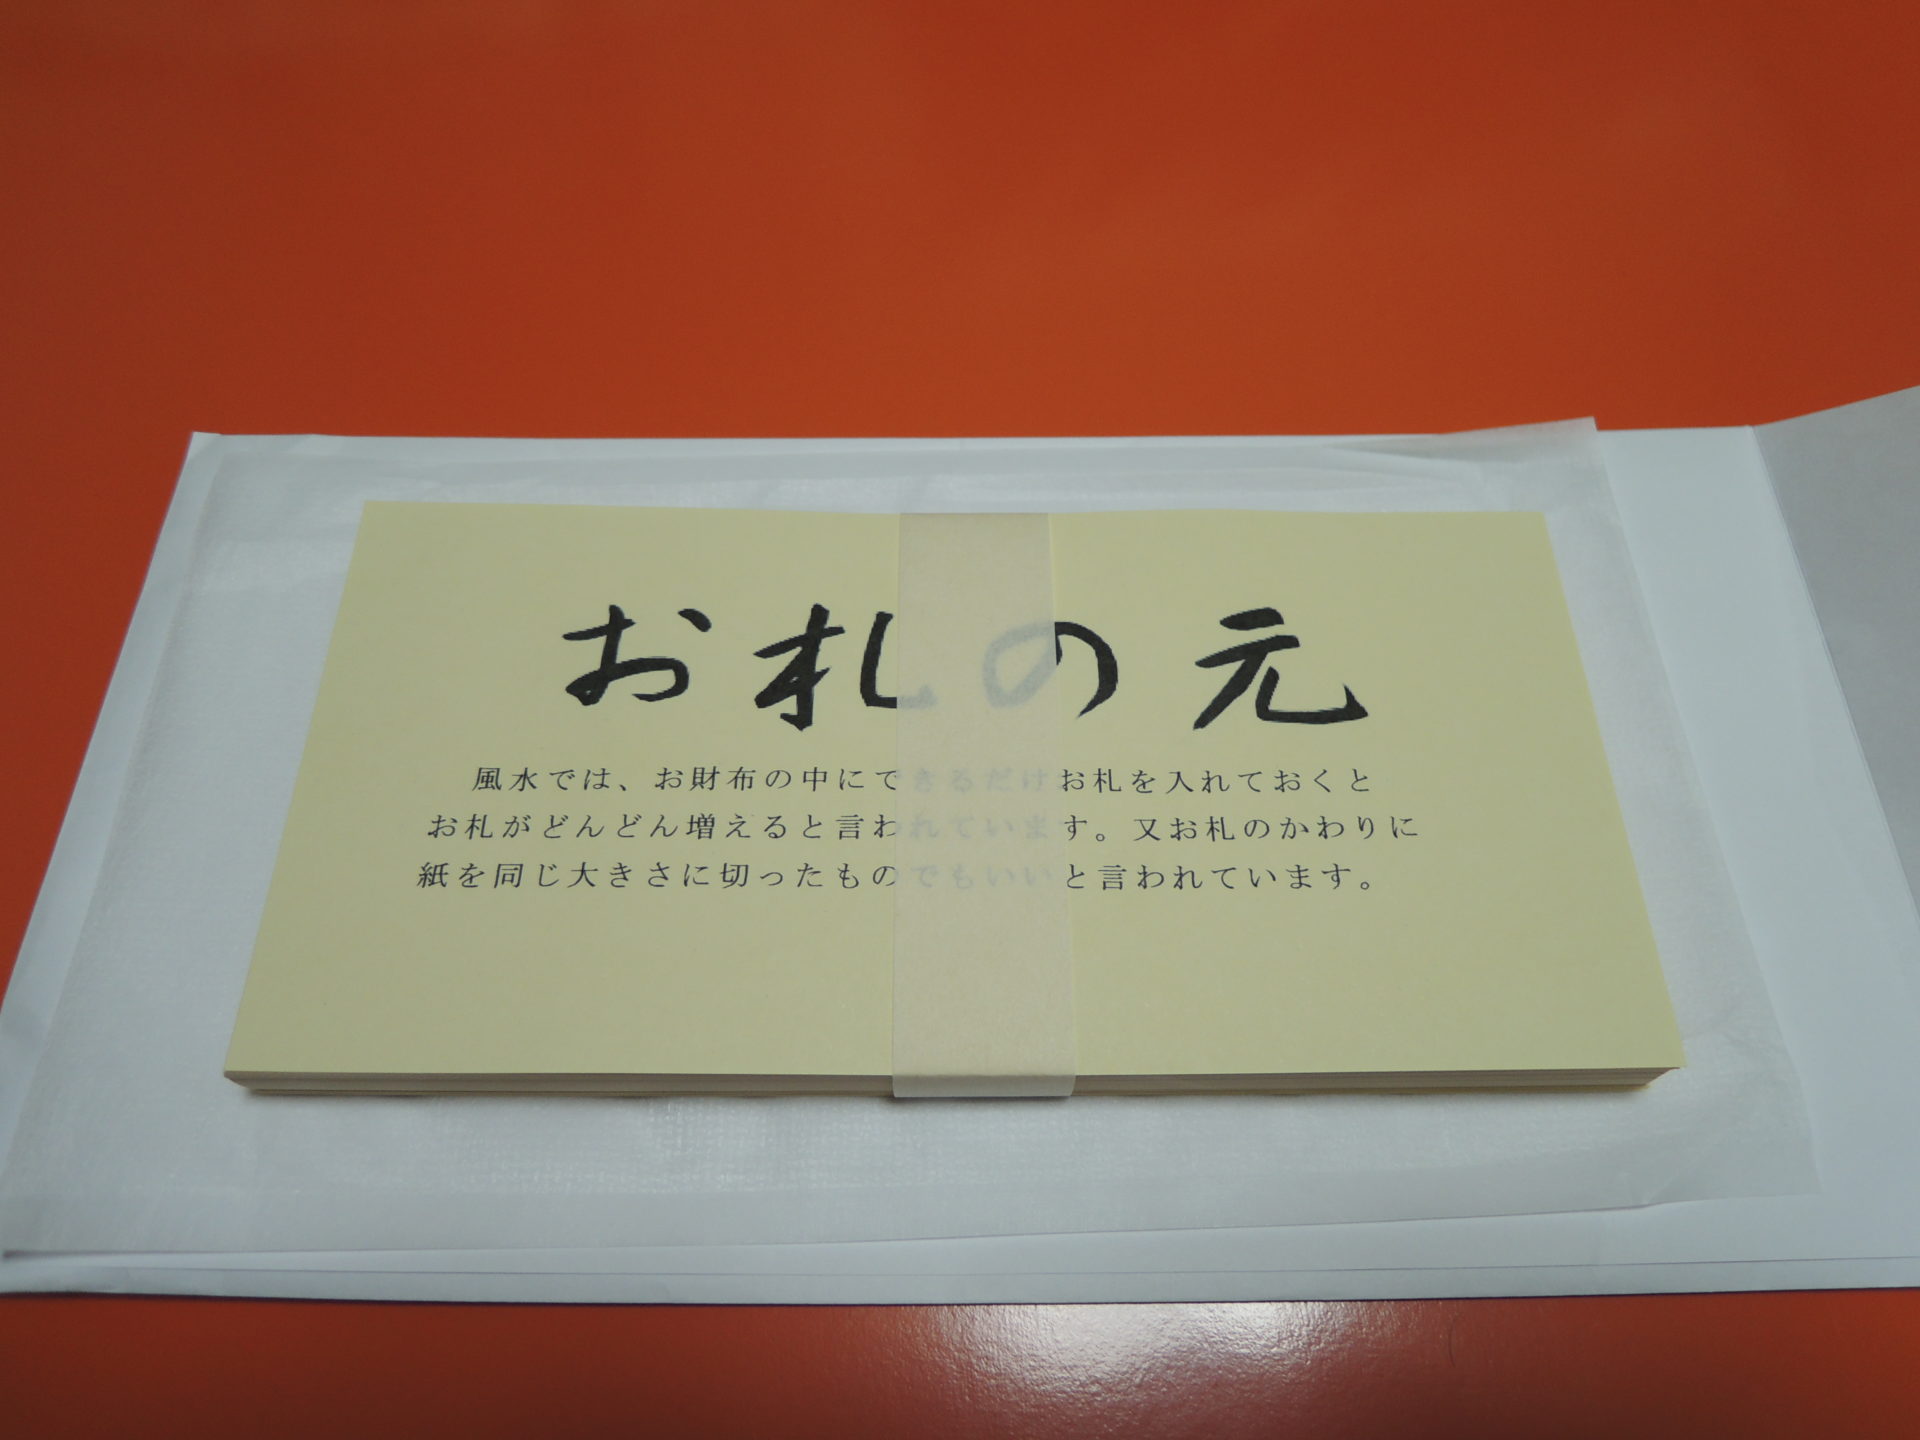 お札の元
風水では、お財布の中にできるだけお札を入れておくと
お札がどんどん増えると言われています。又お札のかわりに
紙を同じ大きさに切ったものでもいいと言われています。